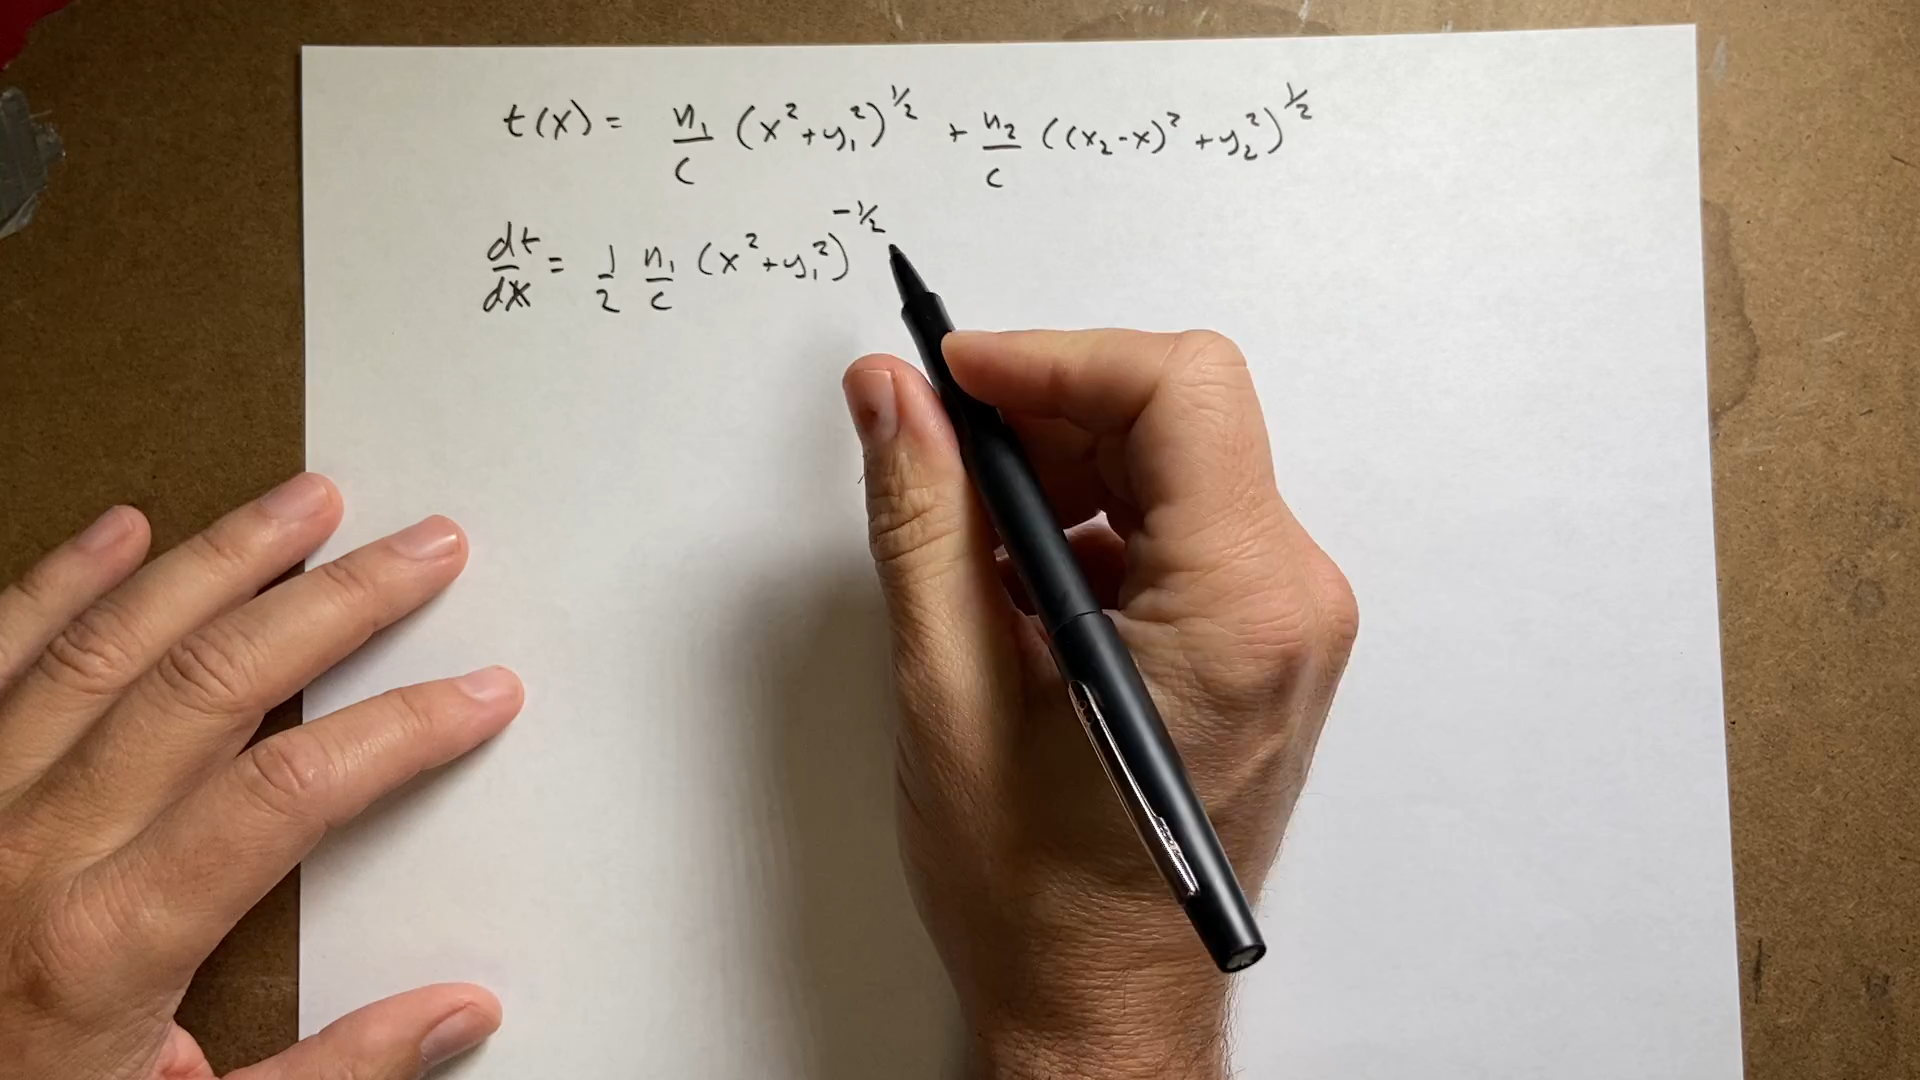 t(x) = n₁/c (x² + y₁²)^½ + n₂/c ((x₂-x)² + y₂²)^½
dt/dx = 1/2 n₁/c (x² + y₁²)^-½